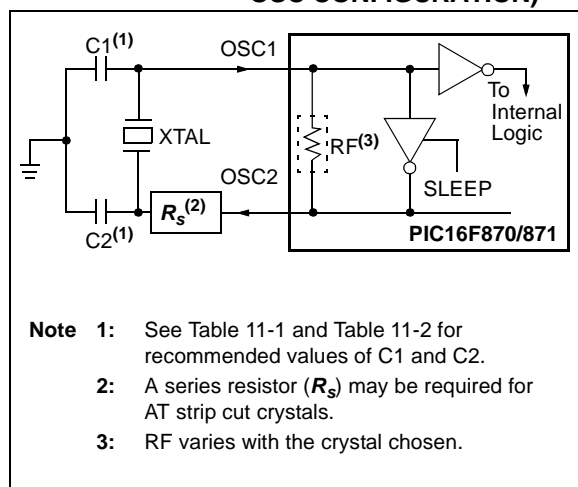 OSC CONFIGURATION)
C1(1)
OSC1
To
Internal
Logic
XTAL
RF(3)
OSC2
SLEEP
Rs(2)
C2(1)
PIC16F870/871
Note 1: See Table 11-1 and Table 11-2 for
recommended values of C1 and C2.
2: A series resistor (Rs) may be required for
AT strip cut crystals.
3: RF varies with the crystal chosen.